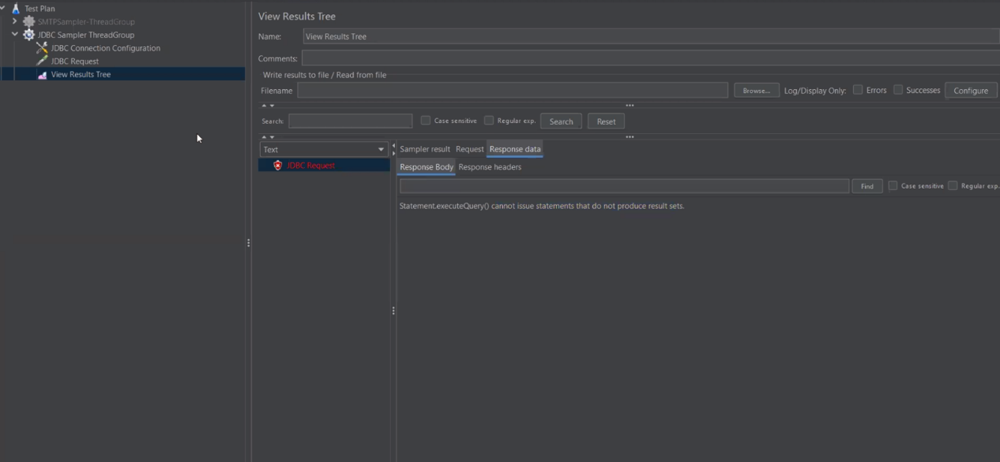 Test Plan
SMTPSampler-ThreadGroup
JDBC Sampler ThreadGroup
JDBC Connection Configuration
JDBC Request
View Results Tree
View Results Tree
Name: View Results Tree
Comments:
Write results to file / Read from file
Filename Browse... Log/Display Only: Errors Successes Configure
Search: Case sensitive Regular exp. Search Reset
Text
JDBC Request
Sampler result Request Response data
Response Body Response headers
Find Case sensitive Regular exp.
Statement.executeQuery() cannot issue statements that do not produce result sets.